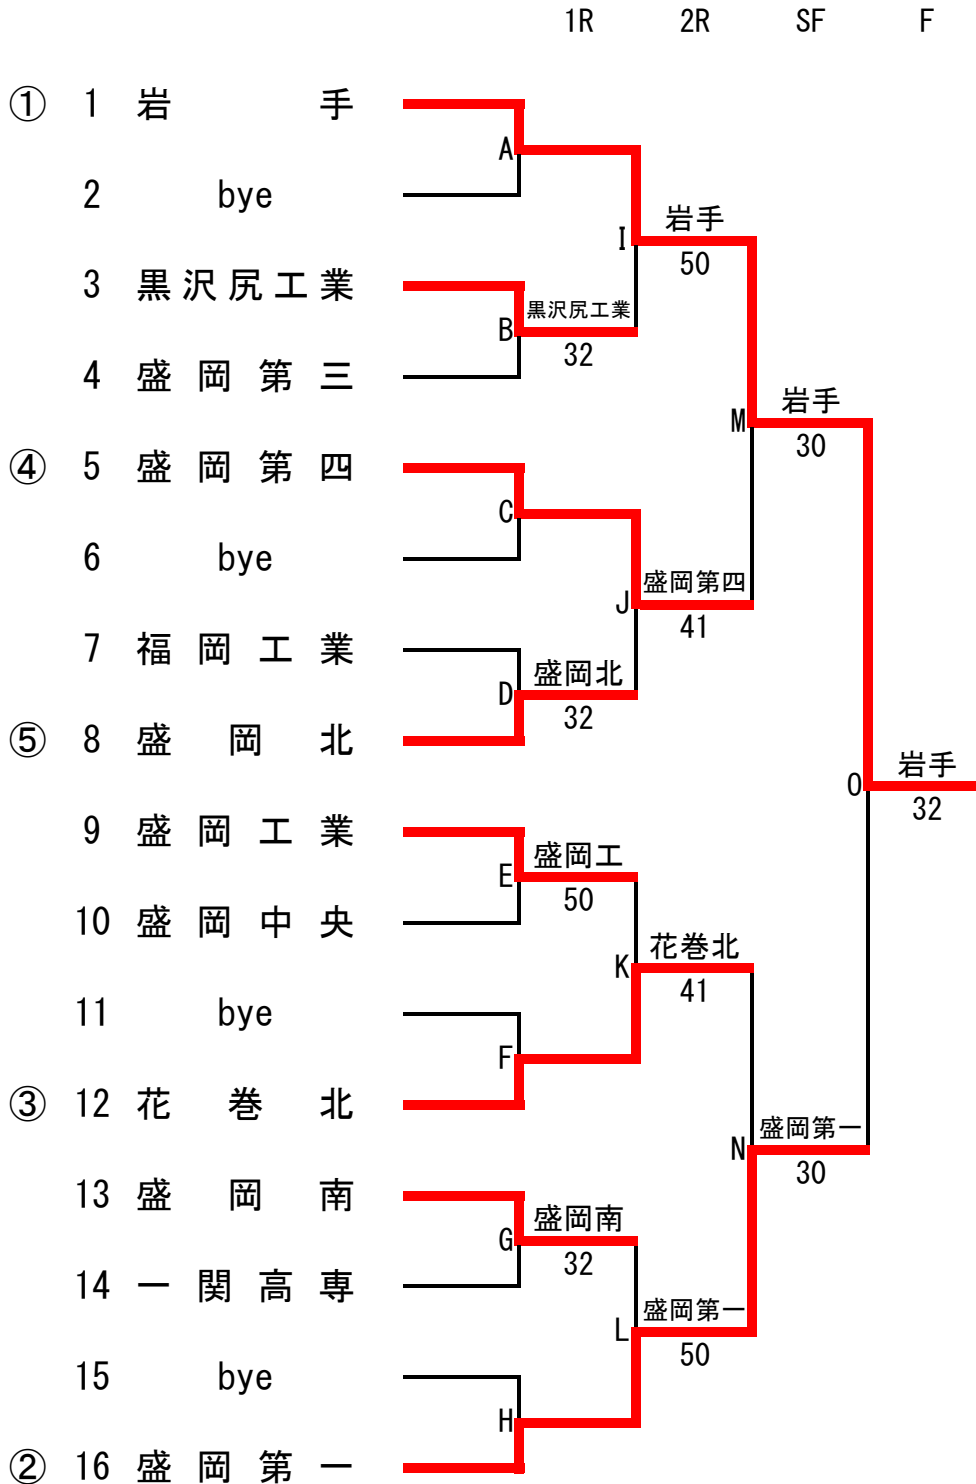 1R 2R SF F
① 1 岩手
A
2 bye
岩手
I
50
3 黒沢尻工業
黒沢尻工業
B
32
4 盛岡第三
岩手
M
30
④ 5 盛岡第四
C
6 bye
盛岡第四
J
41
7 福岡工業
盛岡北
D
32
⑤ 8 盛岡北
岩手
O
32
9 盛岡工業
盛岡工
E
50
10 盛岡中央
花巻北
K
41
11 bye
F
③ 12 花巻北
盛岡第一
N
30
13 盛岡南
盛岡南
G
32
14 一関高専
盛岡第一
L
50
15 bye
H
② 16 盛岡第一